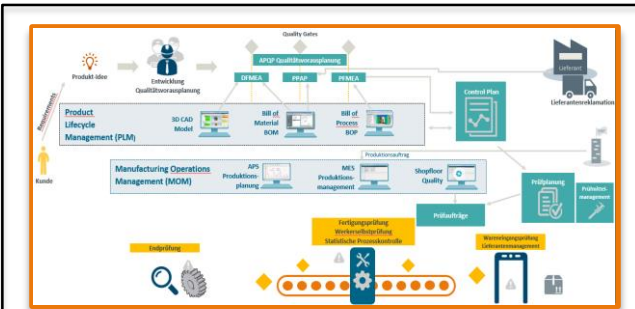 Quality Gates
APQP Qualitätsvorausplanung
Produkt-idee
Entwicklung
Qualitätsvorausplanung
DFMEA
PPAP
PFMEA
Lieferant
Lieferantenreklamation
Control Plan
Requirements
Kunde
Product
Lifecycle
Management (PLM)
3D CAD
Model
Bill of
Material
BOM
Bill of
Process
BOP
Produktionsauftrag
Manufacturing Operations
Management (MOM)
APS
Produktions-
planung
MES
Produktions-
management
Shopfloor
Quality
Prüfaufträge
Prüfplanung
Prüfmittel-
management
Endprüfung
Fertigungsprüfung
Werkerselbstprüfung
Statistische Prozesskontrolle
Wareneingangsprüfung
Lieferantenmanagement